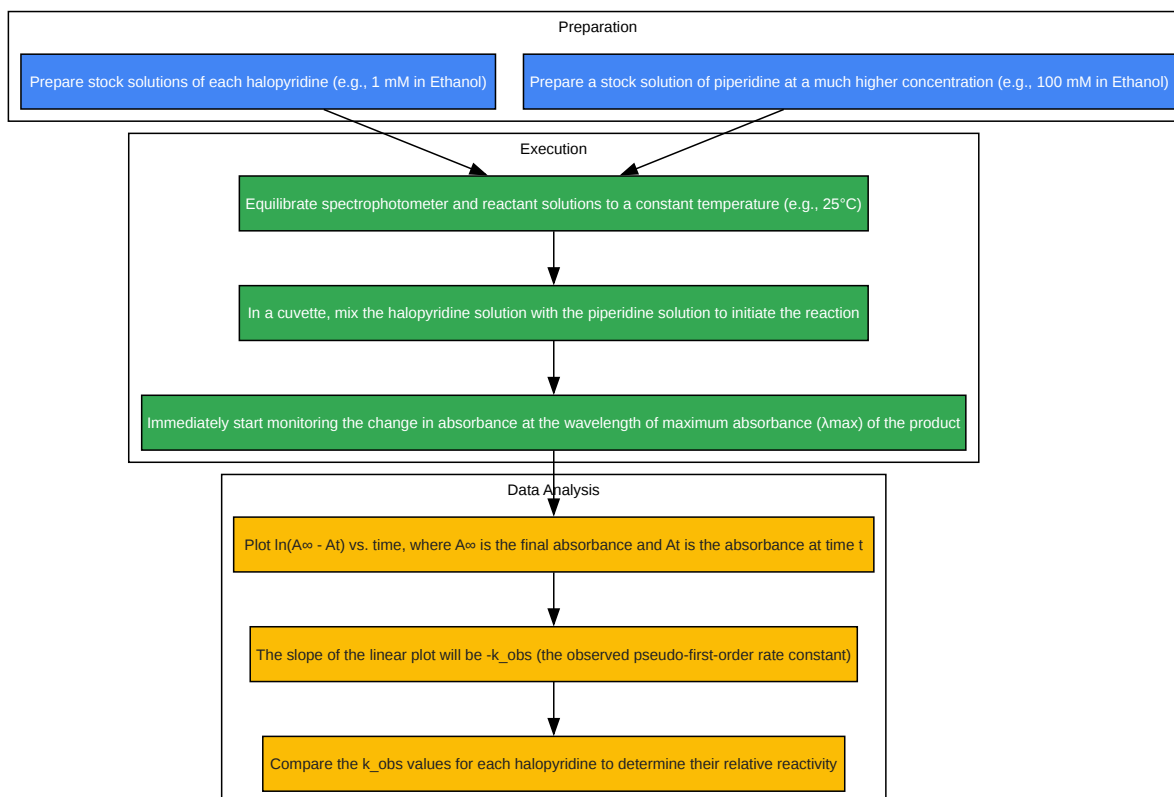 Preparation
Prepare stock solutions of each halopyridine (e.g., 1 mM in Ethanol)
Prepare a stock solution of piperidine at a much higher concentration (e.g., 100 mM in Ethanol)
Execution
Equilibrate spectrophotometer and reactant solutions to a constant temperature (e.g., 25°C)
In a cuvette, mix the halopyridine solution with the piperidine solution to initiate the reaction
Immediately start monitoring the change in absorbance at the wavelength of maximum absorbance (λmax) of the product
Data Analysis
Plot ln(A∞ - At) vs. time, where A∞ is the final absorbance and At is the absorbance at time t
The slope of the linear plot will be -k_obs (the observed pseudo-first-order rate constant)
Compare the k_obs values for each halopyridine to determine their relative reactivity